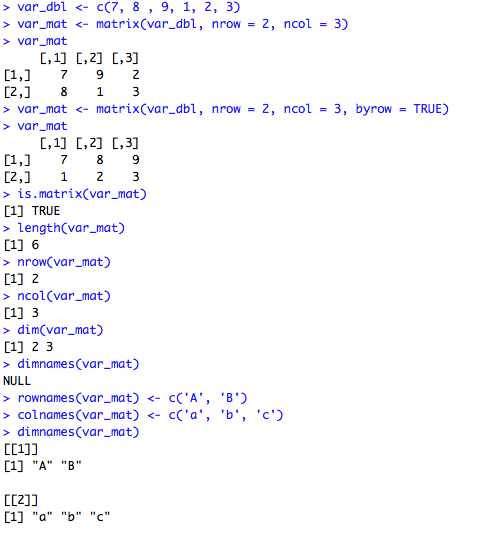 > var_dbl <- c(7, 8 , 9, 1, 2, 3)
> var_mat <- matrix(var_dbl, nrow = 2, ncol = 3)
> var_mat
     [,1] [,2] [,3]
[1,]    7    9    2
[2,]    8    1    3
> var_mat <- matrix(var_dbl, nrow = 2, ncol = 3, byrow = TRUE)
> var_mat
     [,1] [,2] [,3]
[1,]    7    8    9
[2,]    1    2    3
> is.matrix(var_mat)
[1] TRUE
> length(var_mat)
[1] 6
> nrow(var_mat)
[1] 2
> ncol(var_mat)
[1] 3
> dim(var_mat)
[1] 2 3
> dimnames(var_mat)
NULL
> rownames(var_mat) <- c('A', 'B')
> colnames(var_mat) <- c('a', 'b', 'c')
> dimnames(var_mat)
[[1]]
[1] "A" "B"

[[2]]
[1] "a" "b" "c"